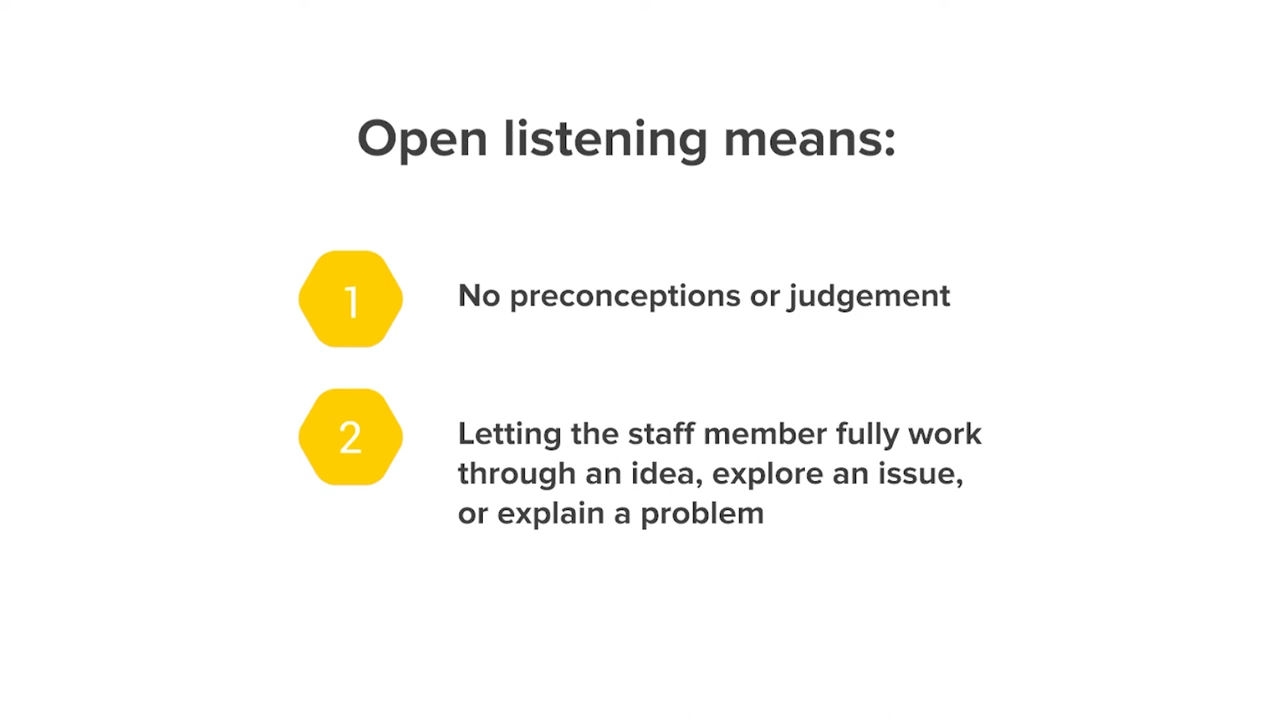 Open listening means:
1
No preconceptions or judgement
2
Letting the staff member fully work
through an idea, explore an issue,
or explain a problem